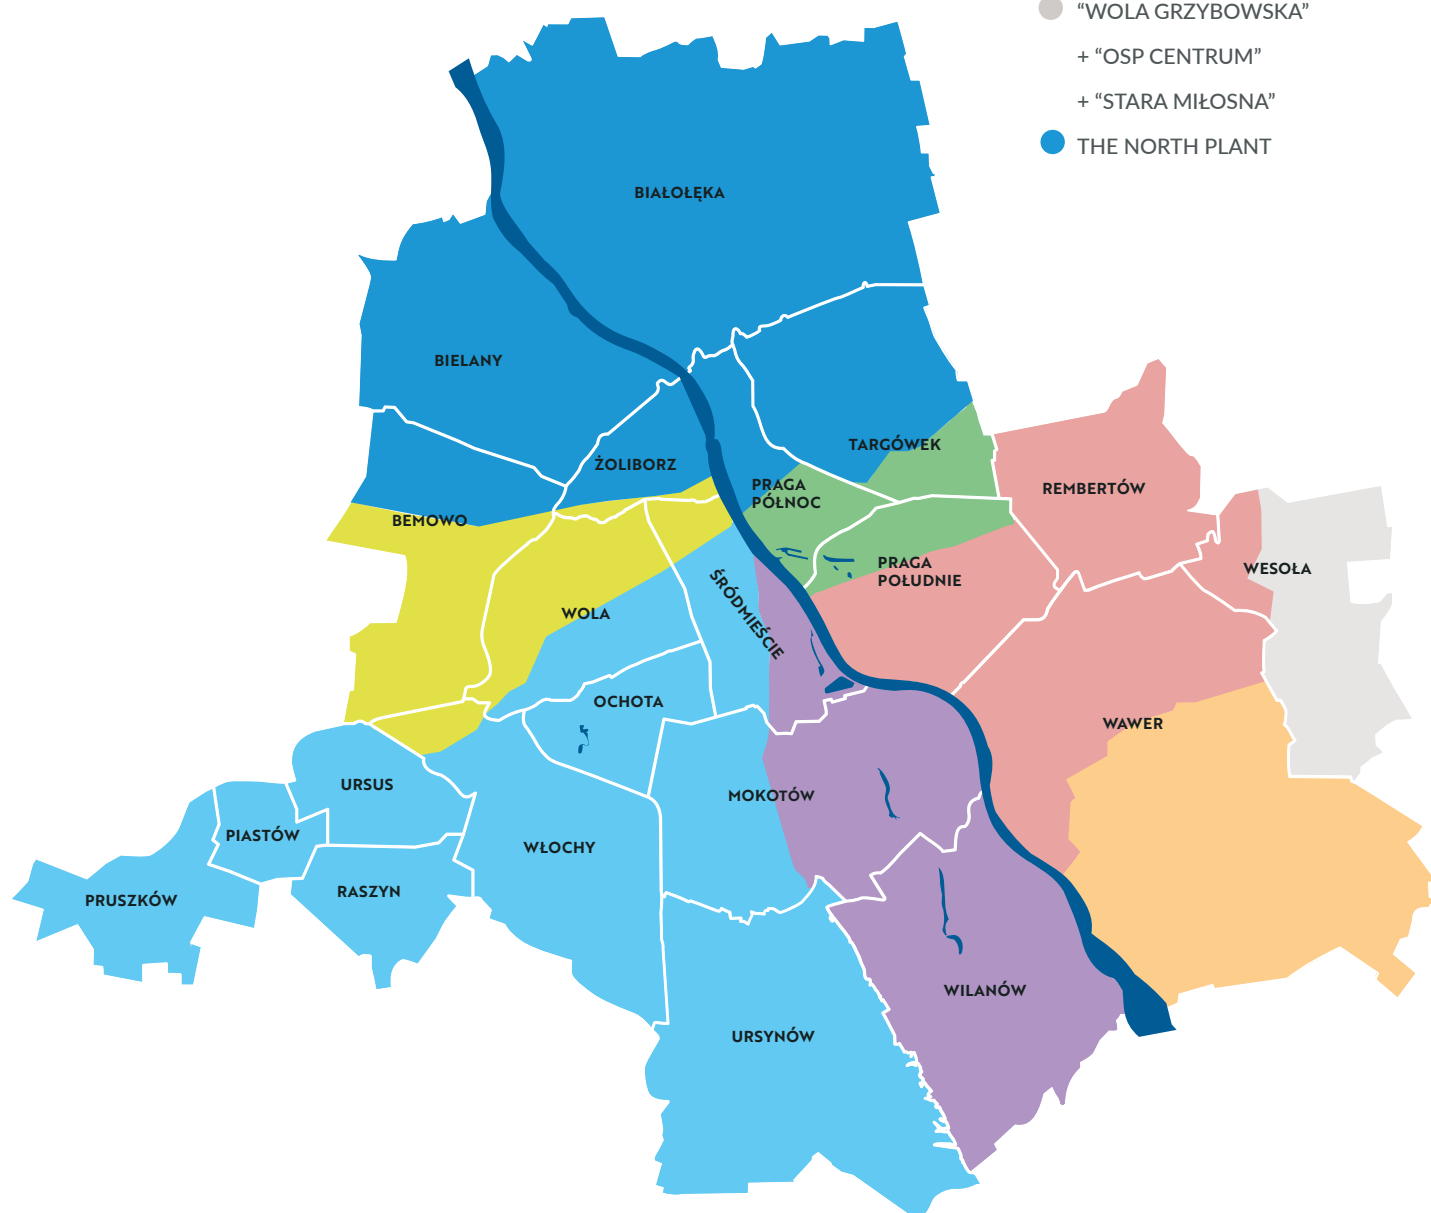 “WOLA GRZYBOWSKA”
+ “OSP CENTRUM”
+ “STARA MIŁOSNA”
THE NORTH PLANT
BIAŁOŁĘKA
BIELANY
TARGÓWEK
ŻOLIBORZ
PRAGA
PÓŁNOC
REMBERTÓW
BEMOWO
PRAGA
POŁUDNIE
WESOŁA
ŚRÓDMIEŚCIE
WOLA
OCHOTA
WAWER
URSUS
MOKOTÓW
PIASTÓW
WŁOCHY
RASZYN
PRUSZKÓW
WILANÓW
URSYNÓW